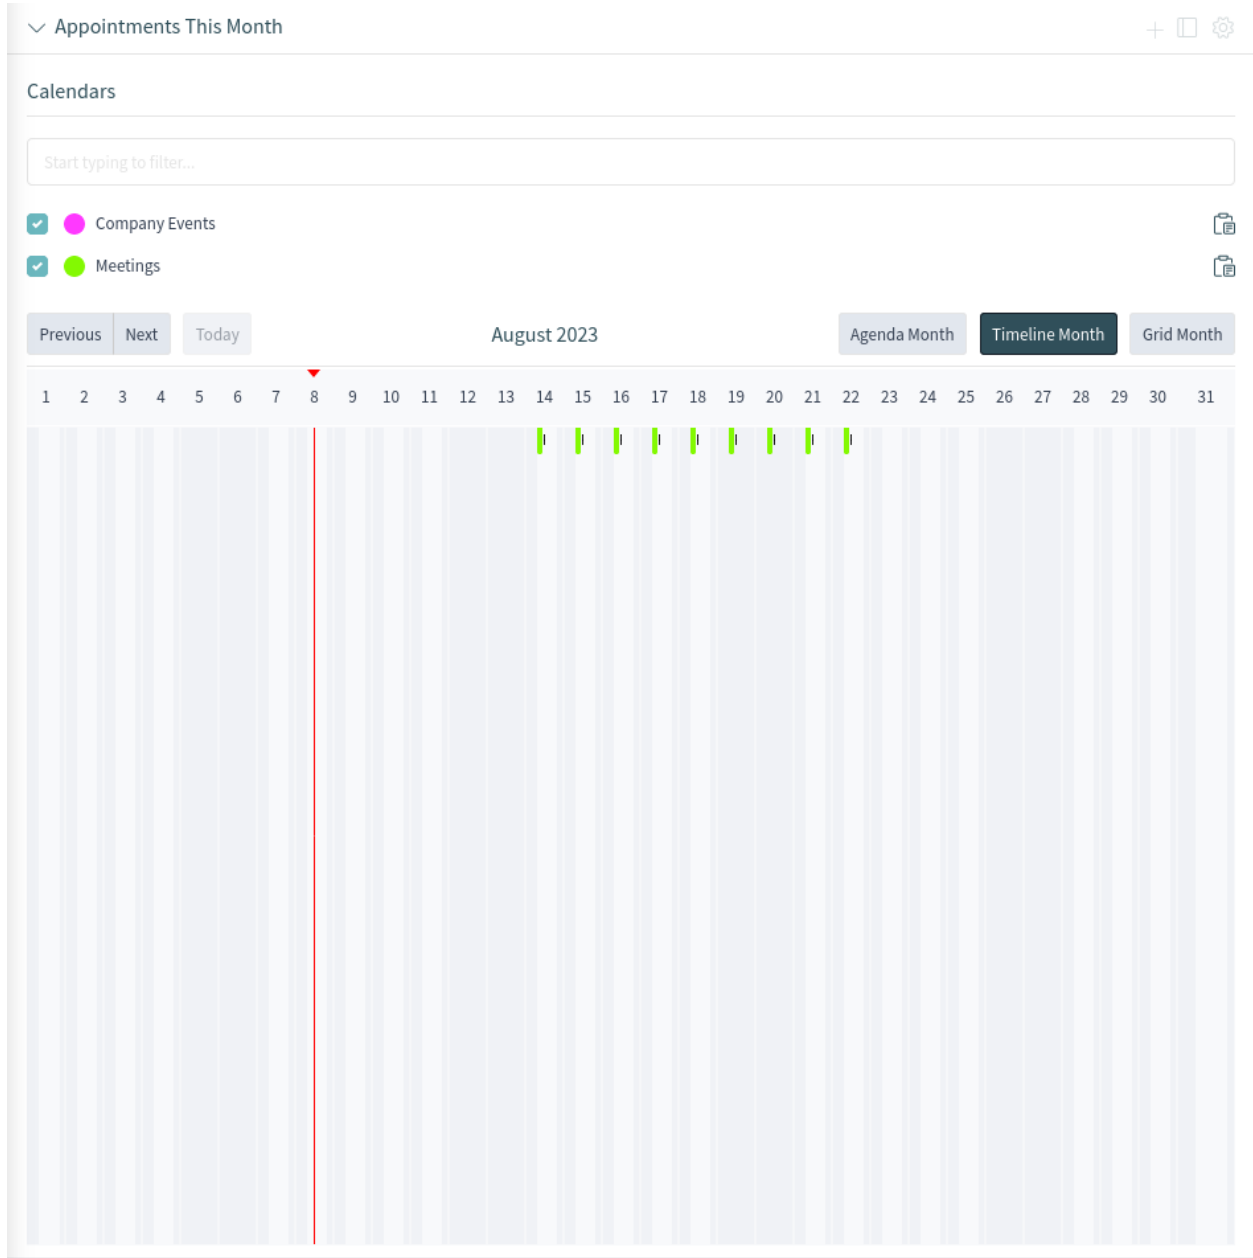 Appointments This Month
Calendars
Start typing to filter...
Company Events
Meetings
Previous Next Today August 2023 Agenda Month Timeline Month Grid Month
1 2 3 4 5 6 7 8 9 10 11 12 13 14 15 16 17 18 19 20 21 22 23 24 25 26 27 28 29 30 31